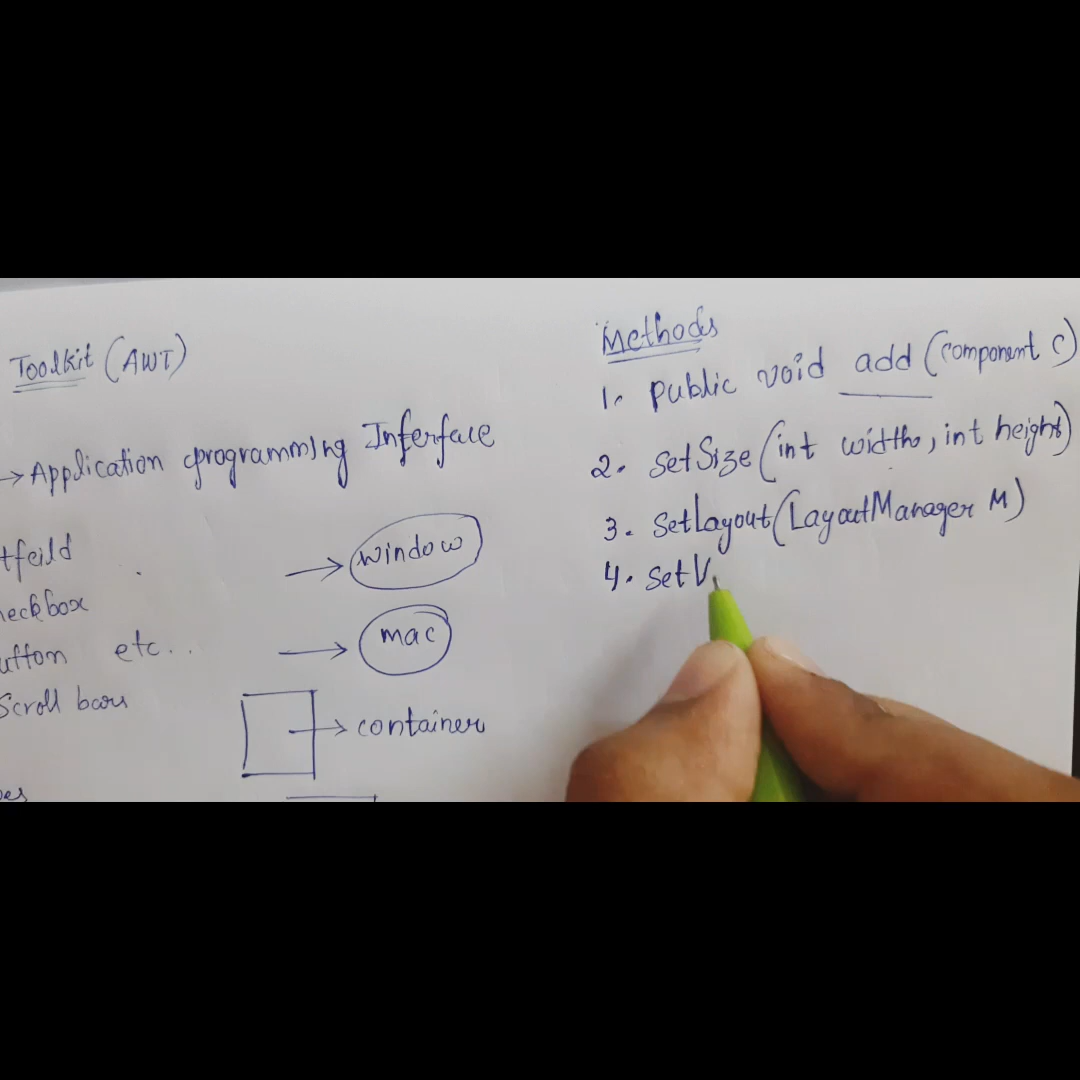 Toolkit (AWT)
→ Application programming Interface
tfeild
heckbox
utton etc...
Scroll bars
→ window
→ mac
→ container
Methods
1. public void add (component c)
2. setSize (int width, int height)
3. setLayout (LayoutManager M)
4. setV